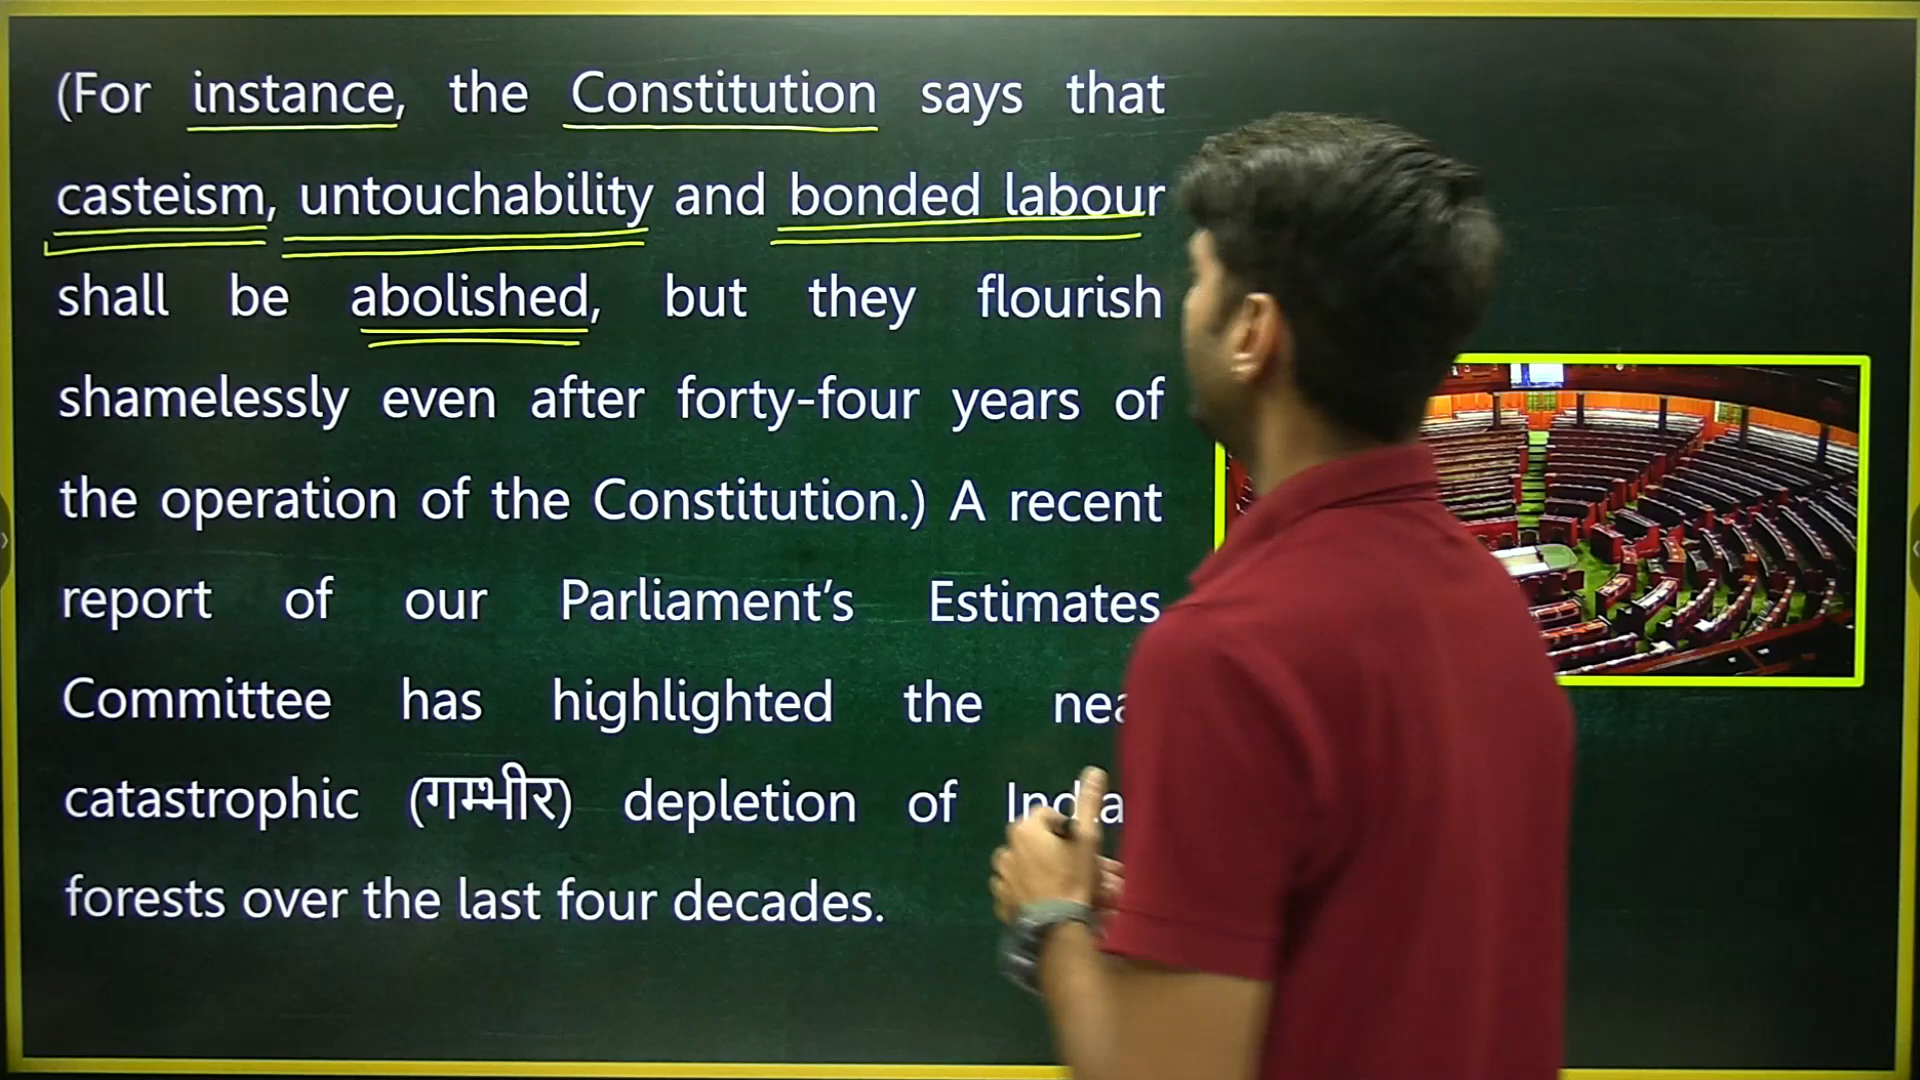 (For instance, the Constitution says that
casteism, untouchability and bonded labour
shall be abolished, but they flourish
shamelessly even after forty-four years of
the operation of the Constitution.) A recent
report of our Parliament's Estimates
Committee has highlighted the
catastrophic (गम्भीर) depletion of
forests over the last four decades.